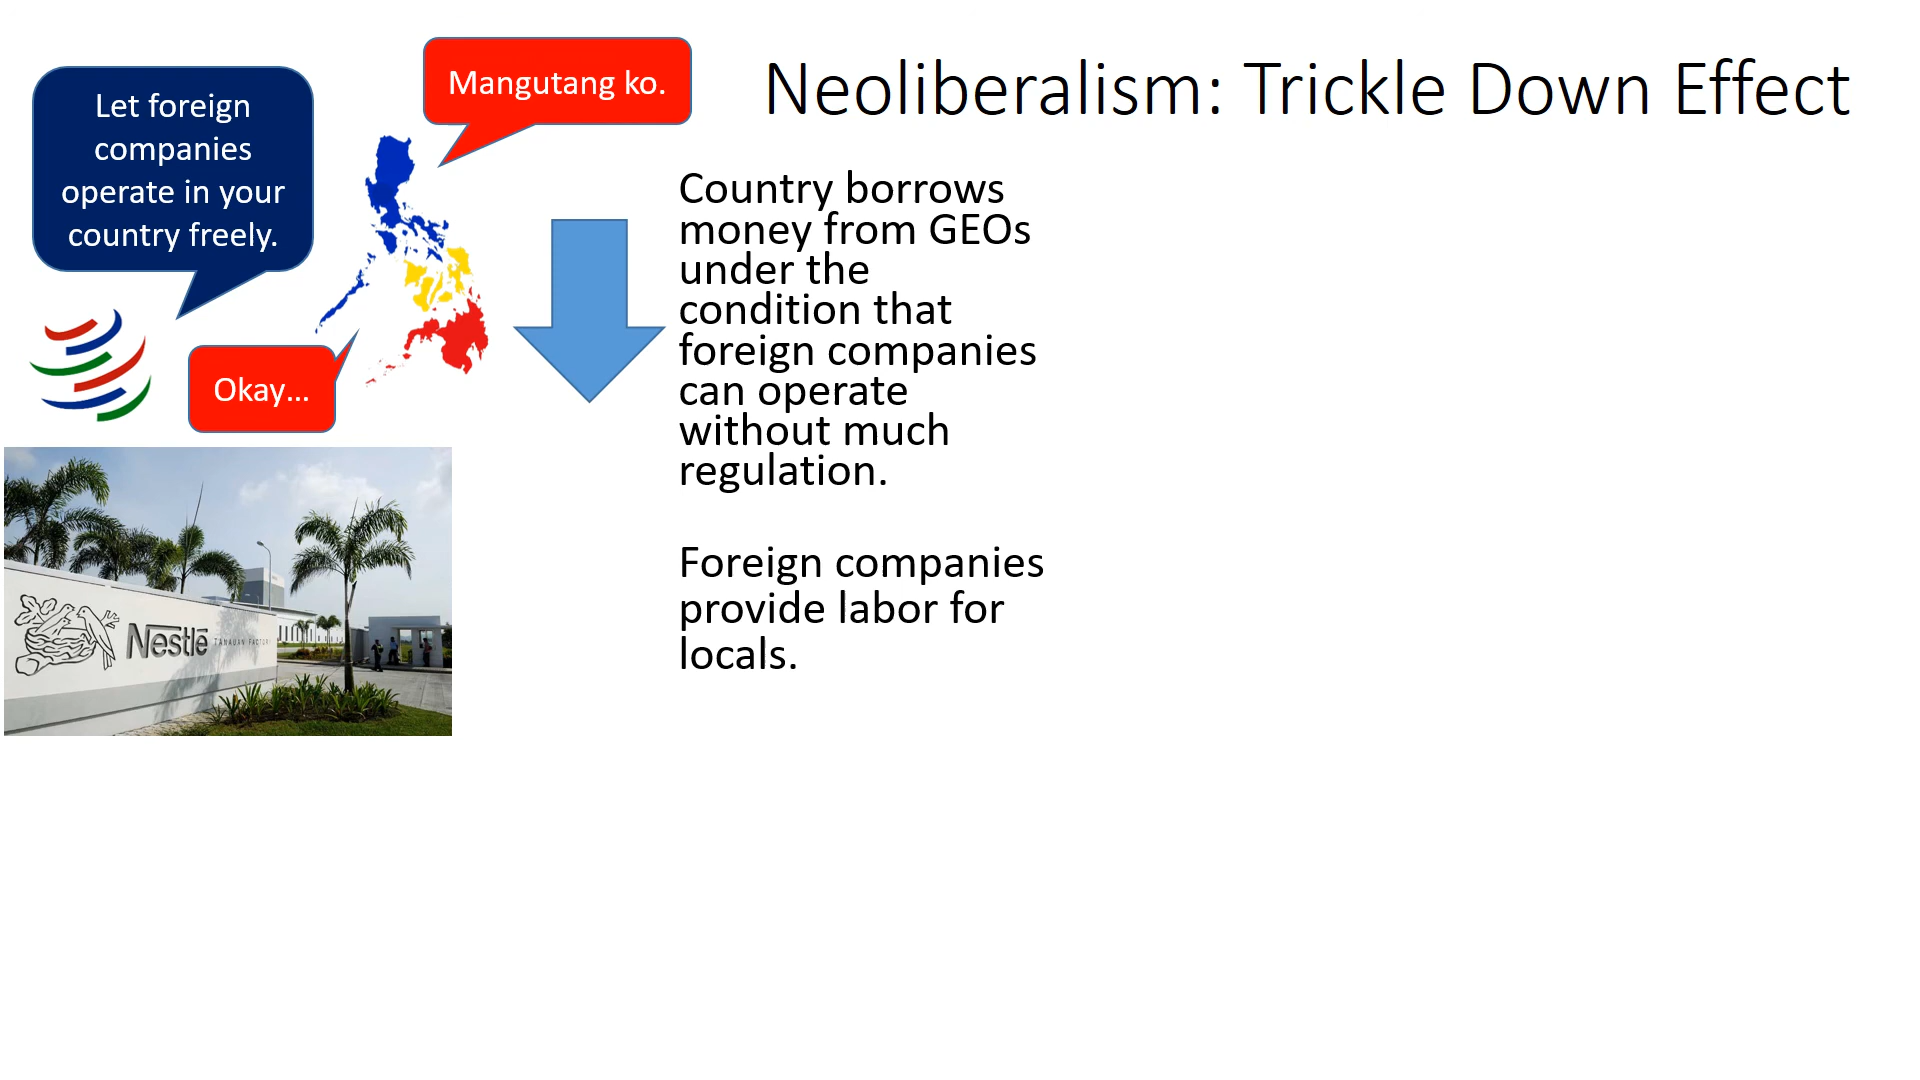 Neoliberalism: Trickle Down Effect
Mangutang ko.
Let foreign
companies
operate in your
country freely.
Okay...
Country borrows
money from GEOs
under the
condition that
foreign companies
can operate
without much
regulation.
Foreign companies
provide labor for
locals.
Nestlé TANAUAN FACTORY